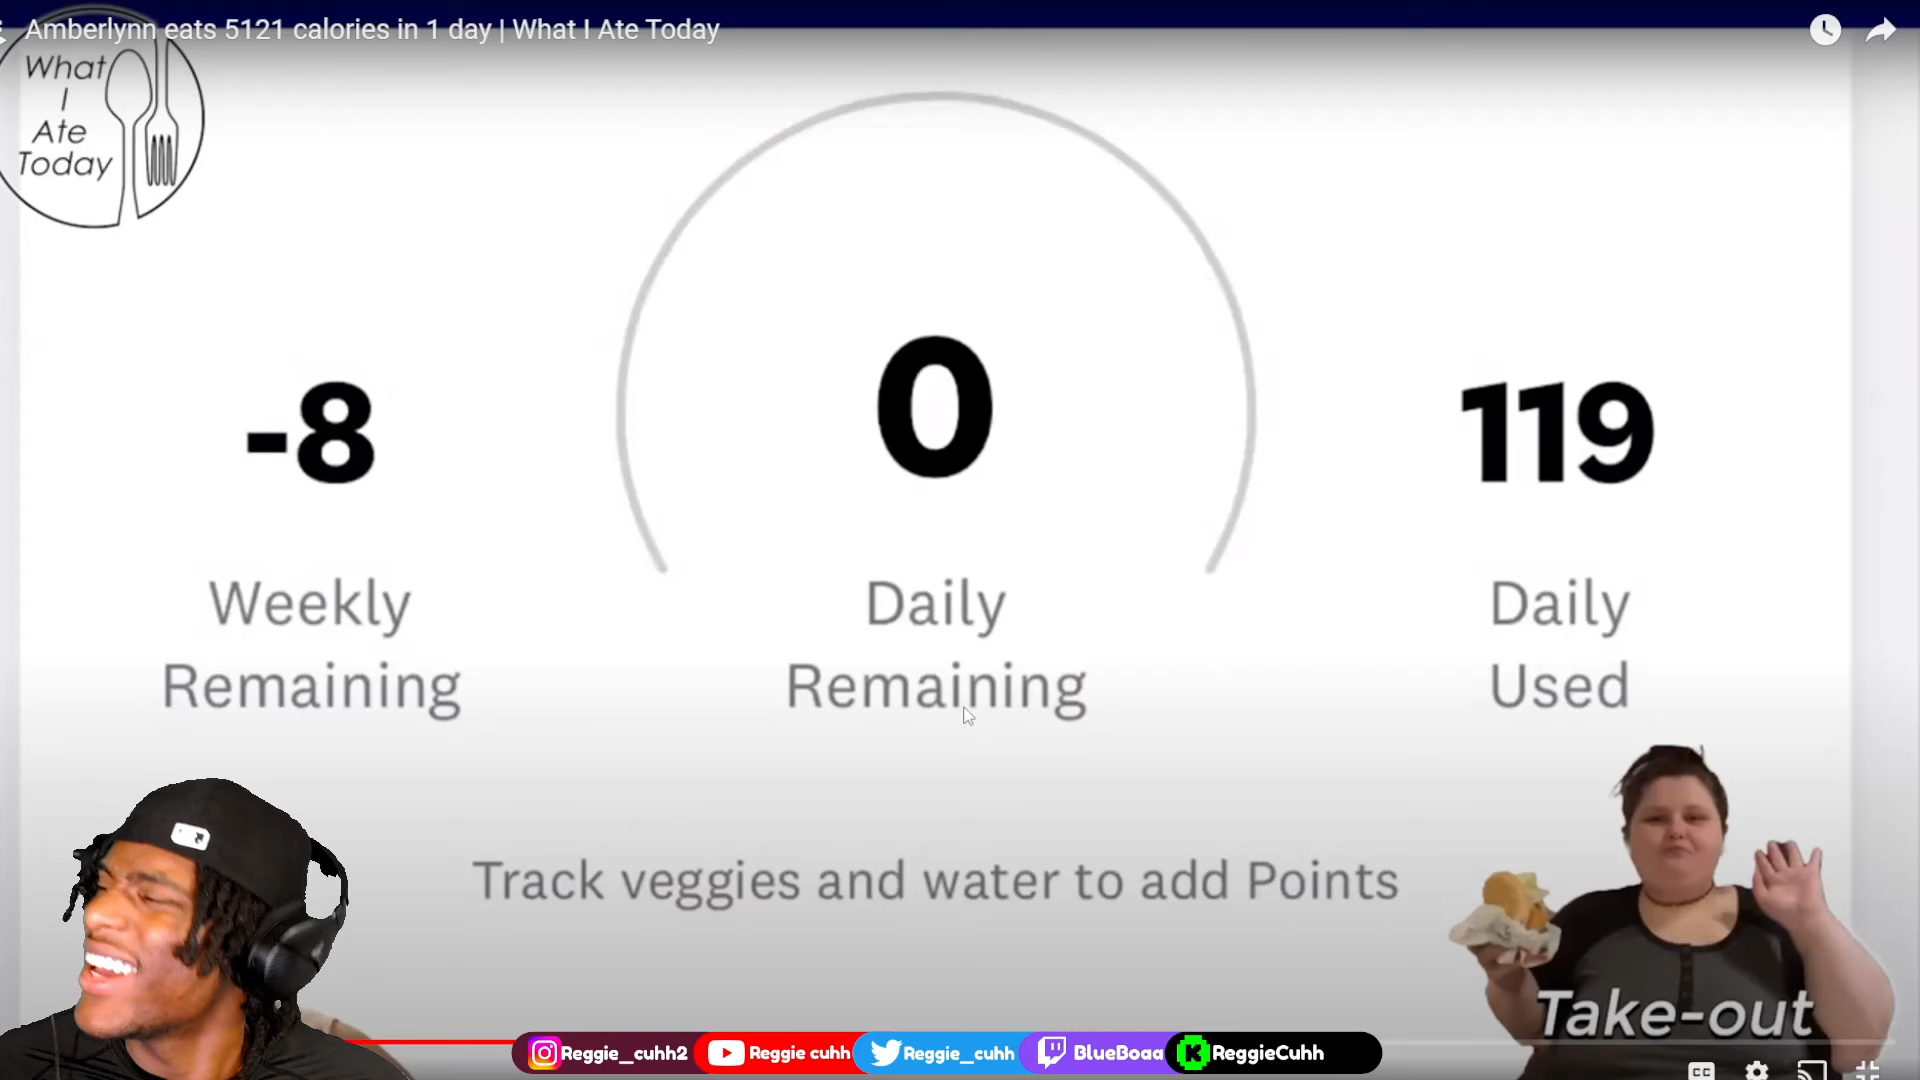 Amberlynn eats 5121 calories in 1 day | What I Ate Today
What
I
Ate
Today
-8
0
119
Weekly
Remaining
Daily
Remaining
Daily
Used
Track veggies and water to add Points
Take-out
Reggie_cuhh2
Reggie cuhh
Reggie_cuhh
BlueBoaa
K
ReggieCuhh
CC